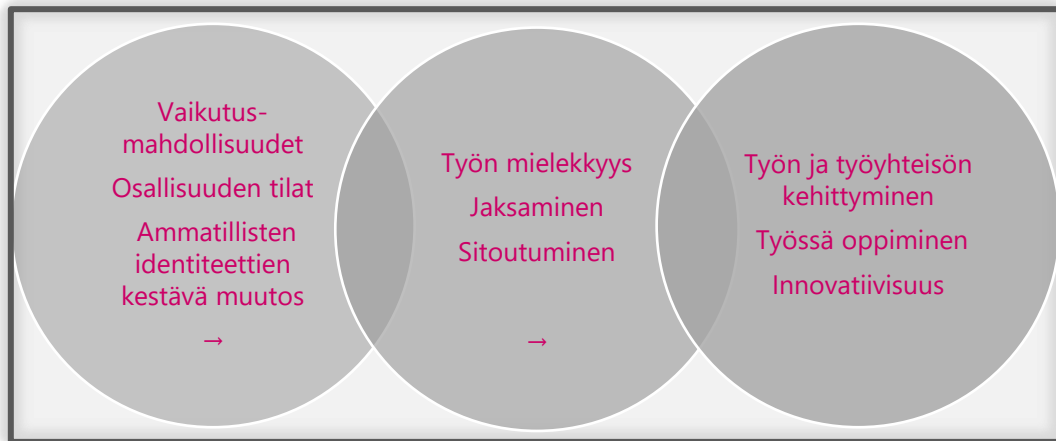 Vaikutus-
mahdollisuudet
Osallisuuden tilat
Ammatillisten
identiteettien
kestävä muutos
→
Työn mielekkyys
Jaksaminen
Sitoutuminen
→
Työn ja työyhteisön
kehittyminen
Työssä oppiminen
Innovatiivisuus